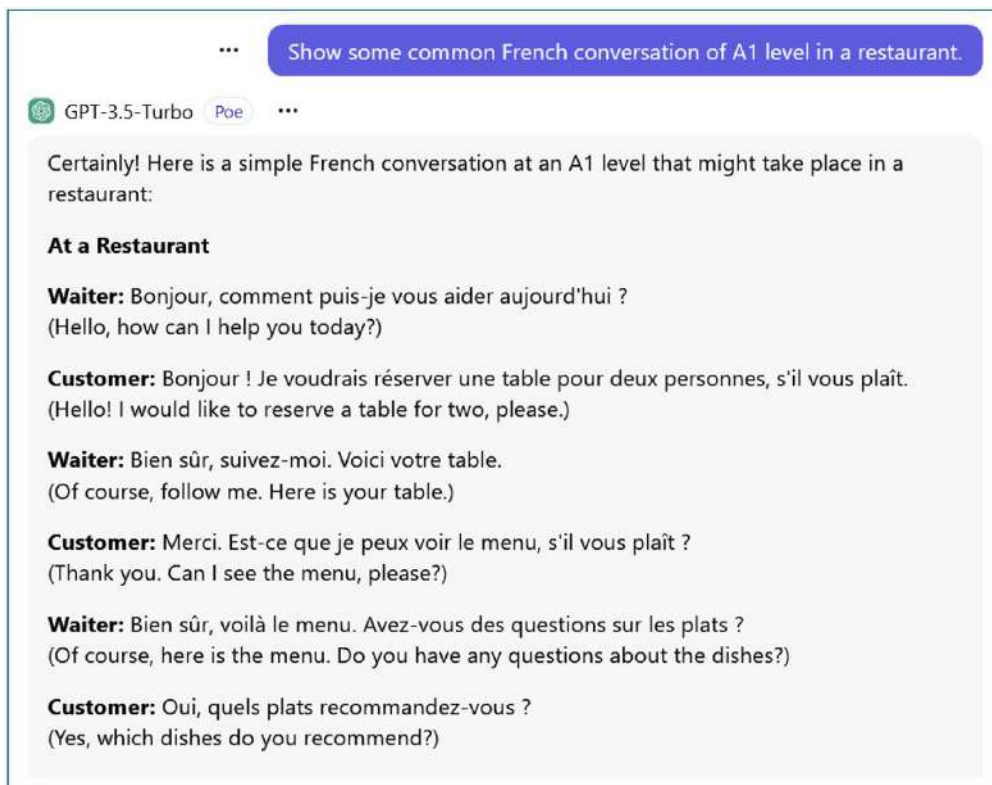 Show some common French conversation of A1 level in a restaurant.
GPT-3.5-Turbo Poe
Certainly! Here is a simple French conversation at an A1 level that might take place in a
restaurant:
At a Restaurant
Waiter: Bonjour, comment puis-je vous aider aujourd'hui ?
(Hello, how can I help you today?)
Customer: Bonjour ! Je voudrais réserver une table pour deux personnes, s'il vous plaît.
(Hello! I would like to reserve a table for two, please.)
Waiter: Bien sûr, suivez-moi. Voici votre table.
(Of course, follow me. Here is your table.)
Customer: Merci. Est-ce que je peux voir le menu, s'il vous plaît ?
(Thank you. Can I see the menu, please?)
Waiter: Bien sûr, voilà le menu. Avez-vous des questions sur les plats ?
(Of course, here is the menu. Do you have any questions about the dishes?)
Customer: Oui, quels plats recommandez-vous ?
(Yes, which dishes do you recommend?)